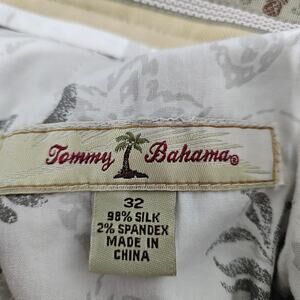 Tommy Bahama®
32
98% SILK
2% SPANDEX
MADE IN
CHINA